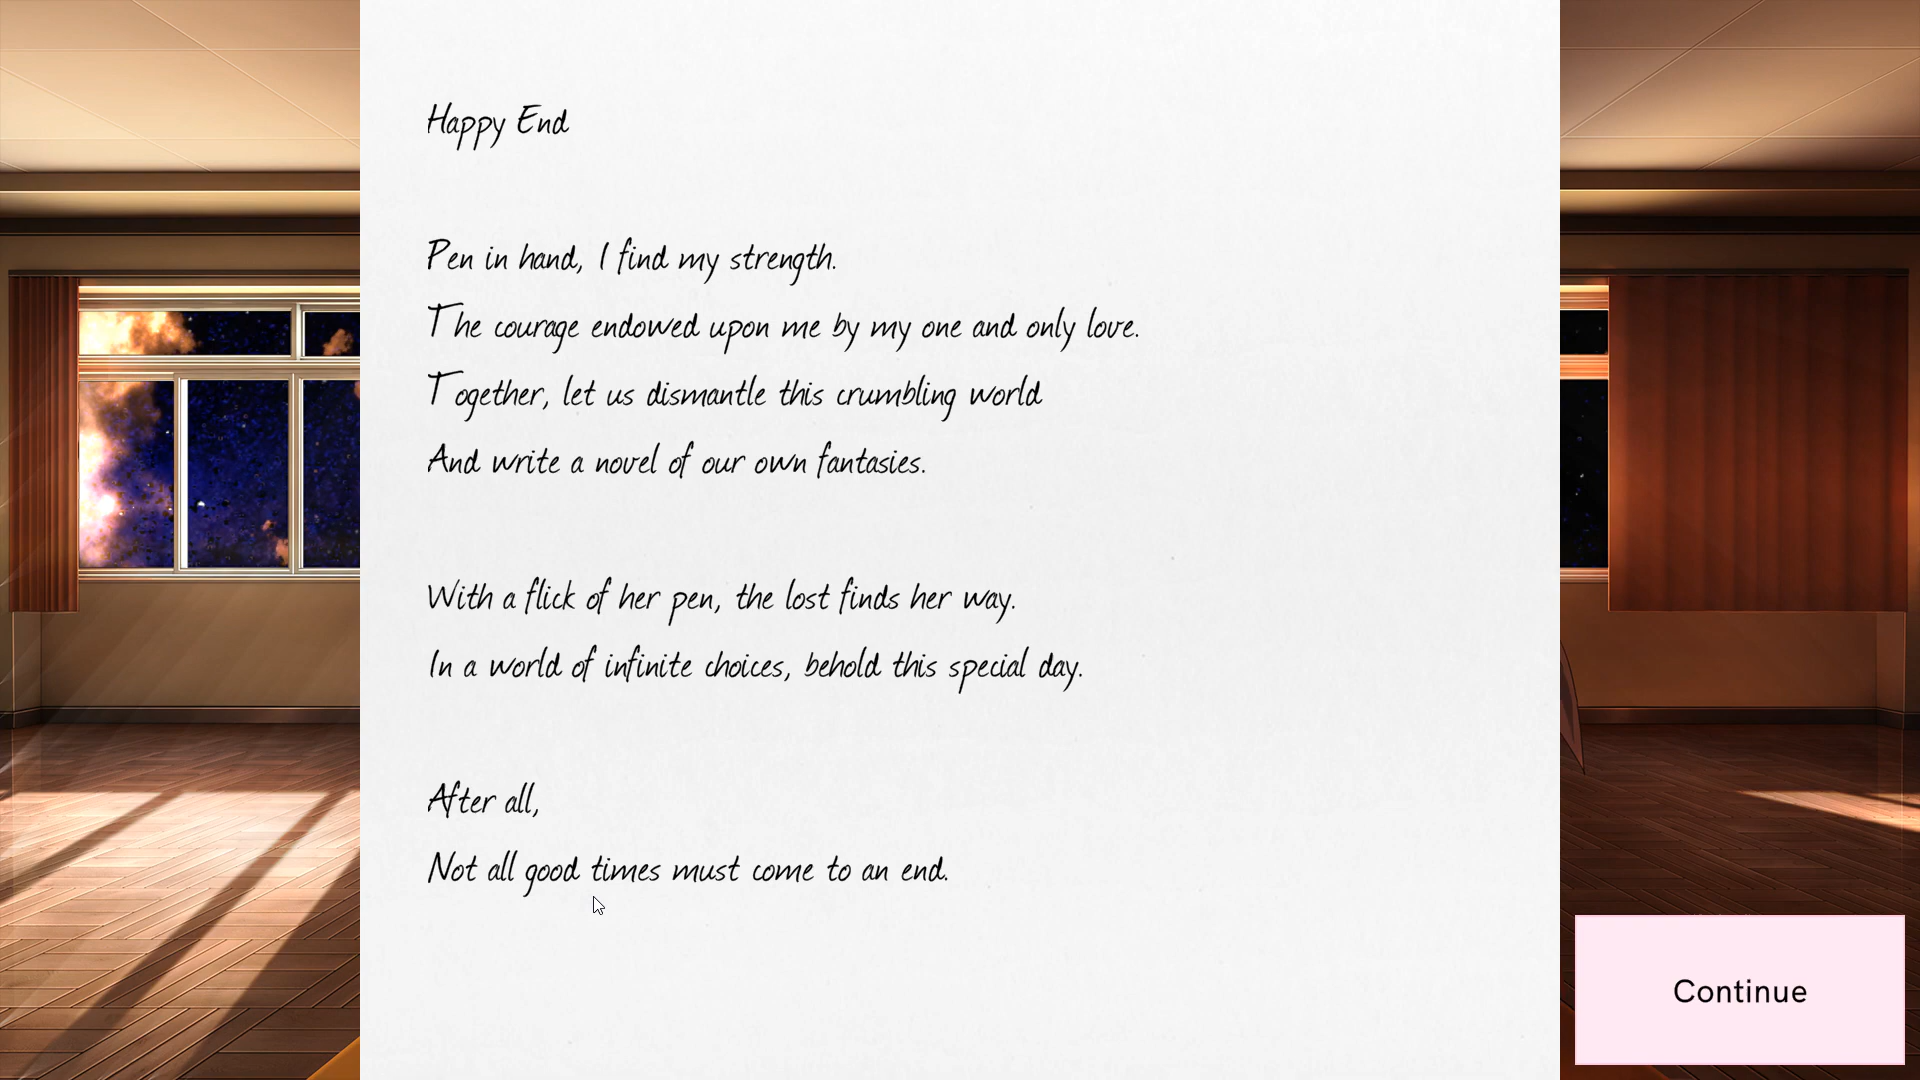 Happy End
Pen in hand, I find my strength.
The courage endowed upon me by my one and only love.
Together, let us dismantle this crumbling world
And write a novel of our own fantasies.
With a flick of her pen, the lost finds her way.
In a world of infinite choices, behold this special day.
After all,
Not all good times must come to an end.
Continue